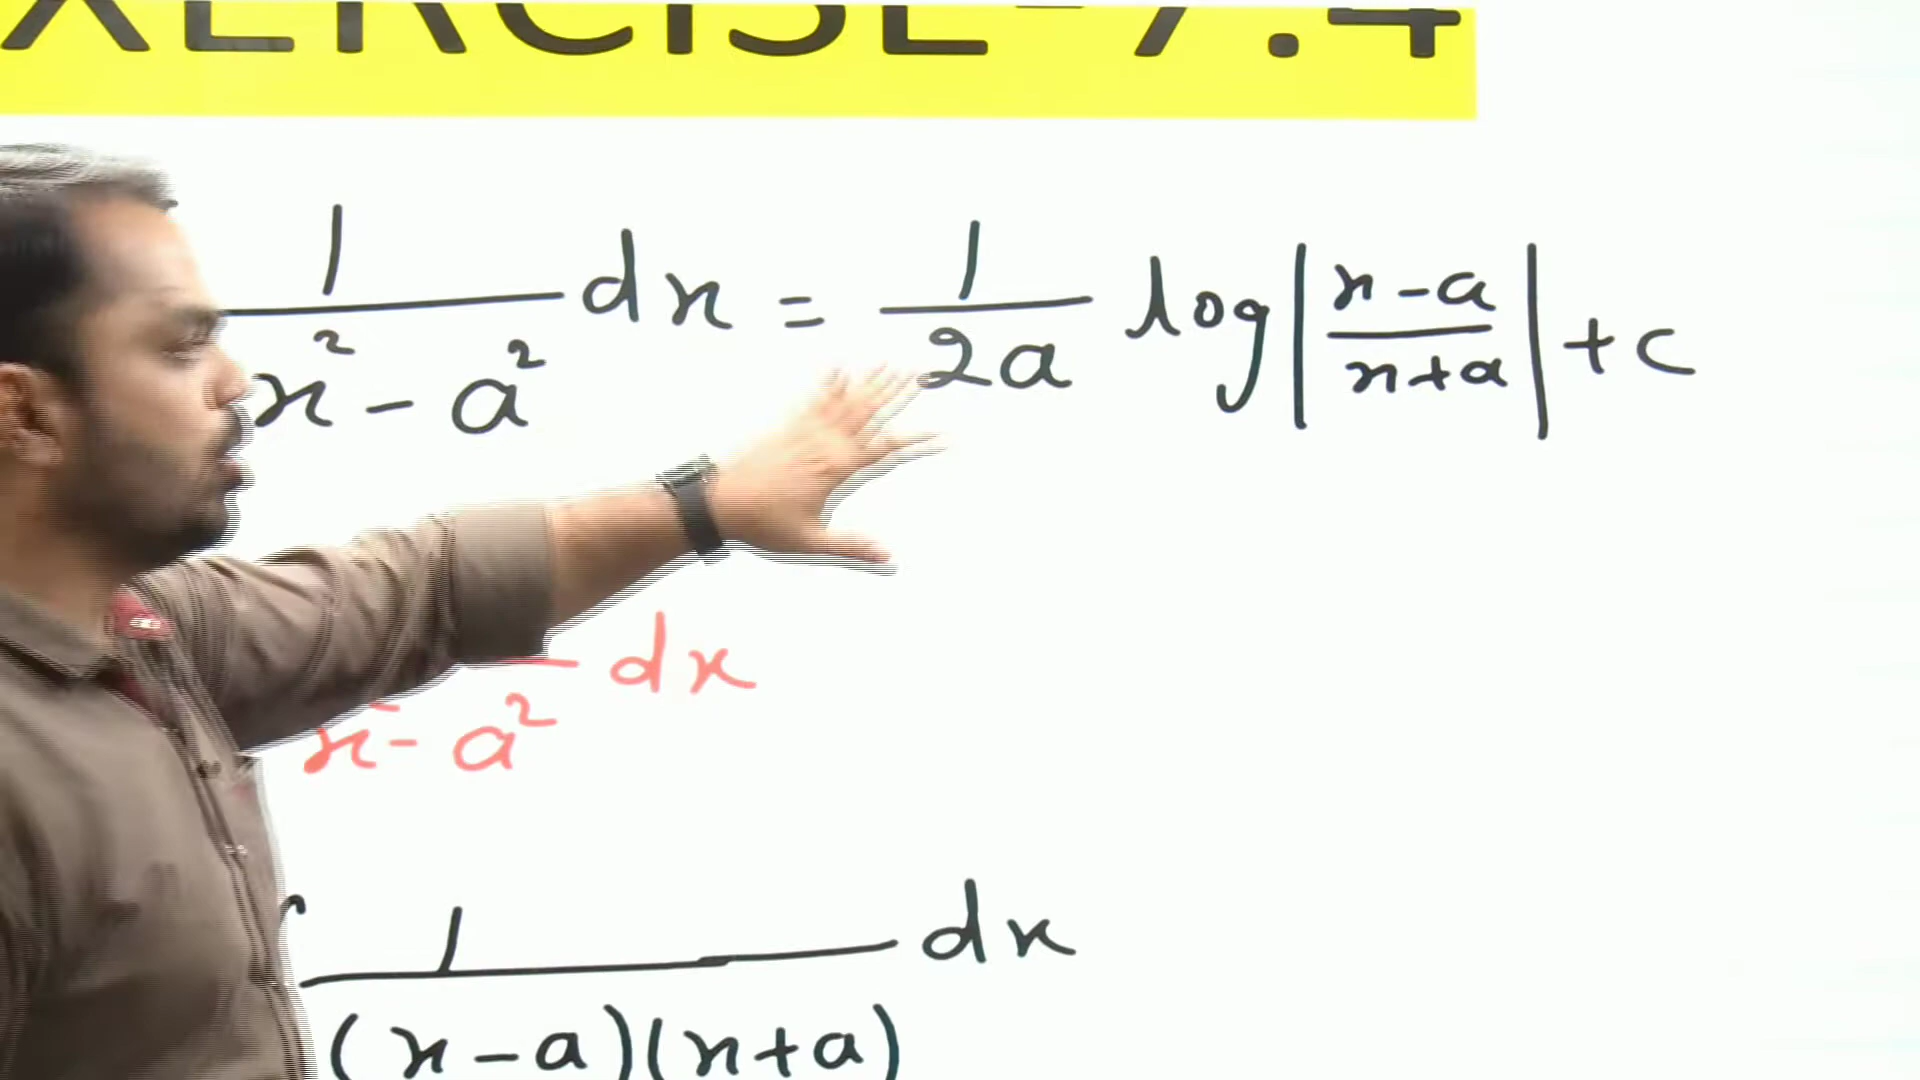 XERCISE-7.4
1/(x² - a²) dx = 1/2a log|(x-a)/(x+a)| + c
x² - a² dx
∫ 1/((x-a)(x+a)) dx